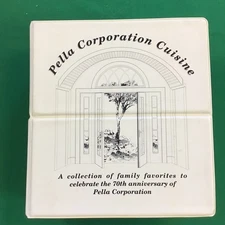 Pella Corporation Cuisine
A collection of family favorites to
celebrate the 70th anniversary of
Pella Corporation